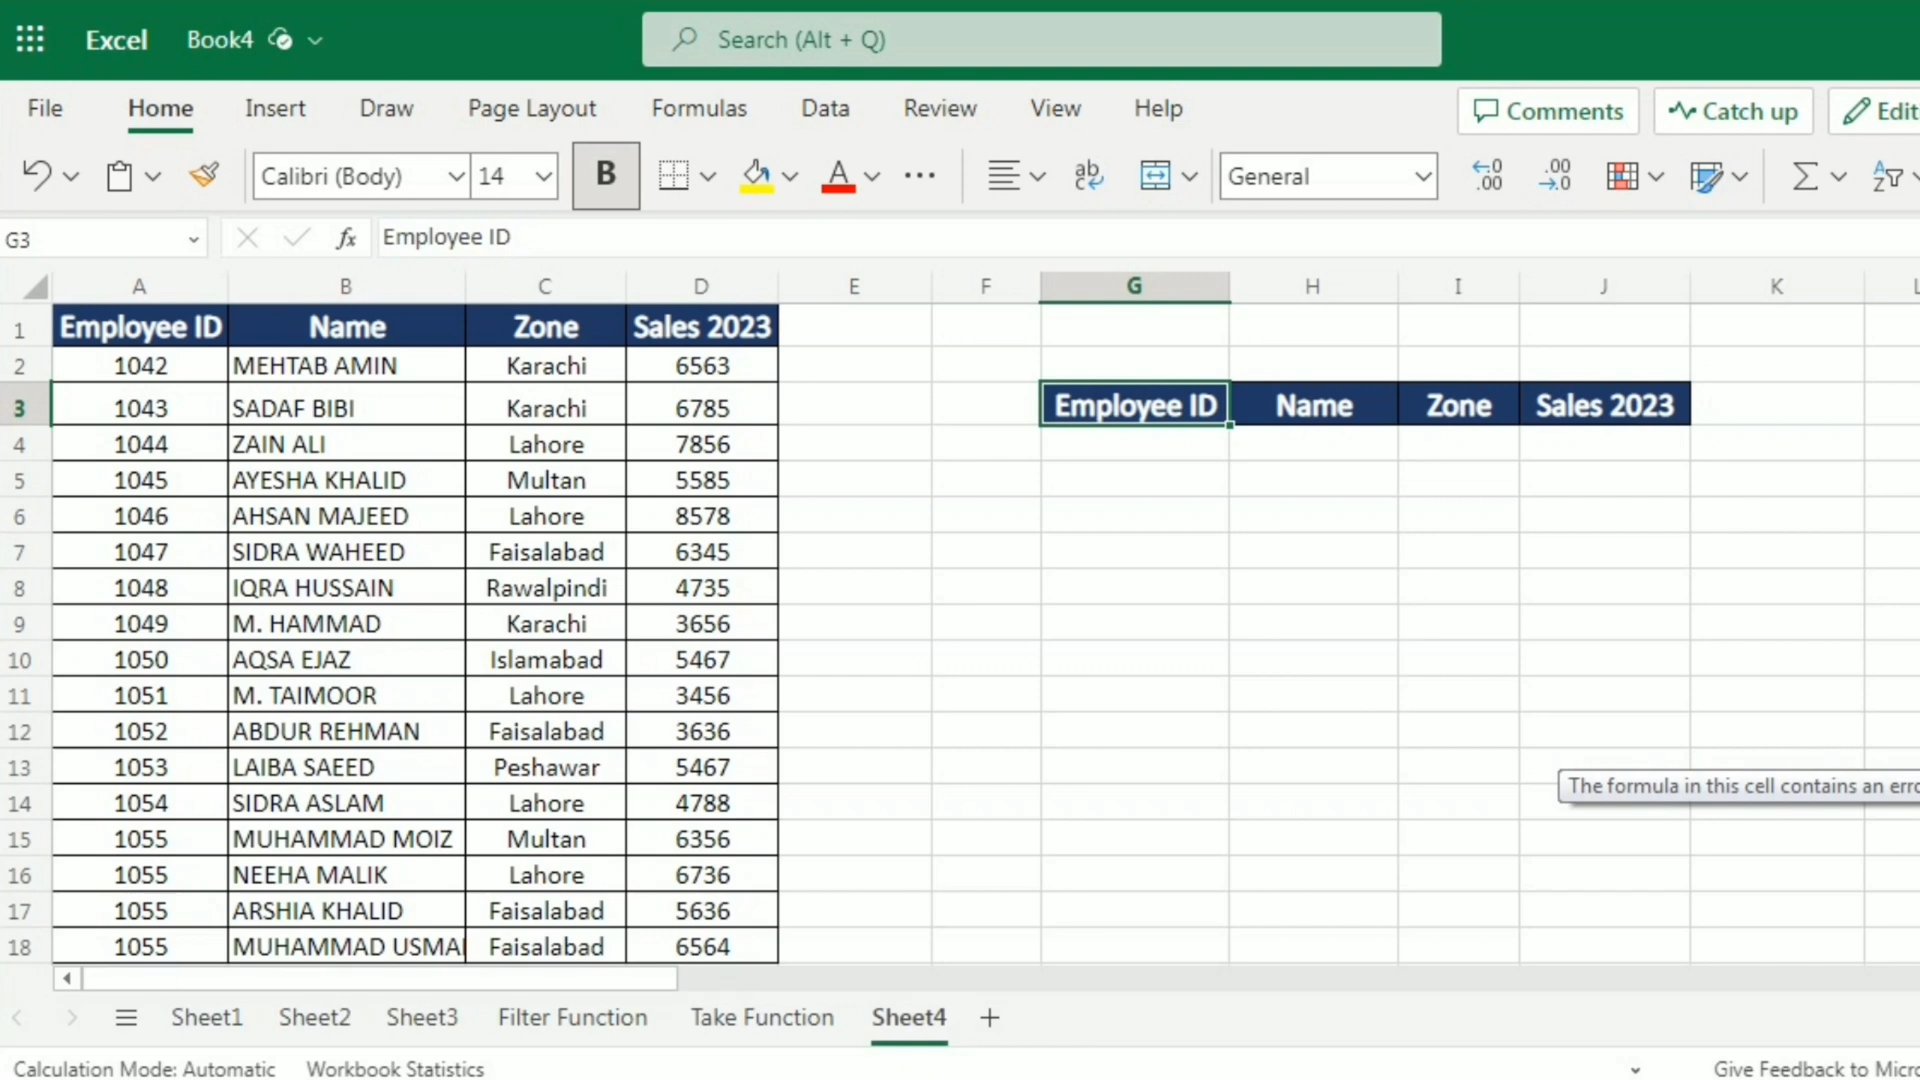 Excel Book4 Search (Alt + Q)
File Home Insert Draw Page Layout Formulas Data Review View Help Comments Catch up Edit
Calibri (Body) 14 B A ab General .00 .00 Σ
G3 fx Employee ID
A B C D E F G H I J K L
1 Employee ID Name Zone Sales 2023
2 1042 MEHTAB AMIN Karachi 6563
3 1043 SADAF BIBI Karachi 6785 Employee ID Name Zone Sales 2023
4 1044 ZAIN ALI Lahore 7856
5 1045 AYESHA KHALID Multan 5585
6 1046 AHSAN MAJEED Lahore 8578
7 1047 SIDRA WAHEED Faisalabad 6345
8 1048 IQRA HUSSAIN Rawalpindi 4735
9 1049 M. HAMMAD Karachi 3656
10 1050 AQSA EJAZ Islamabad 5467
11 1051 M. TAIMOOR Lahore 3456
12 1052 ABDUR REHMAN Faisalabad 3636
13 1053 LAIBA SAEED Peshawar 5467
The formula in this cell contains an erro
14 1054 SIDRA ASLAM Lahore 4788
15 1055 MUHAMMAD MOIZ Multan 6356
16 1055 NEEHA MALIK Lahore 6736
17 1055 ARSHIA KHALID Faisalabad 5636
18 1055 MUHAMMAD USMA Faisalabad 6564
Sheet1 Sheet2 Sheet3 Filter Function Take Function Sheet4
Calculation Mode: Automatic Workbook Statistics Give Feedback to Micro